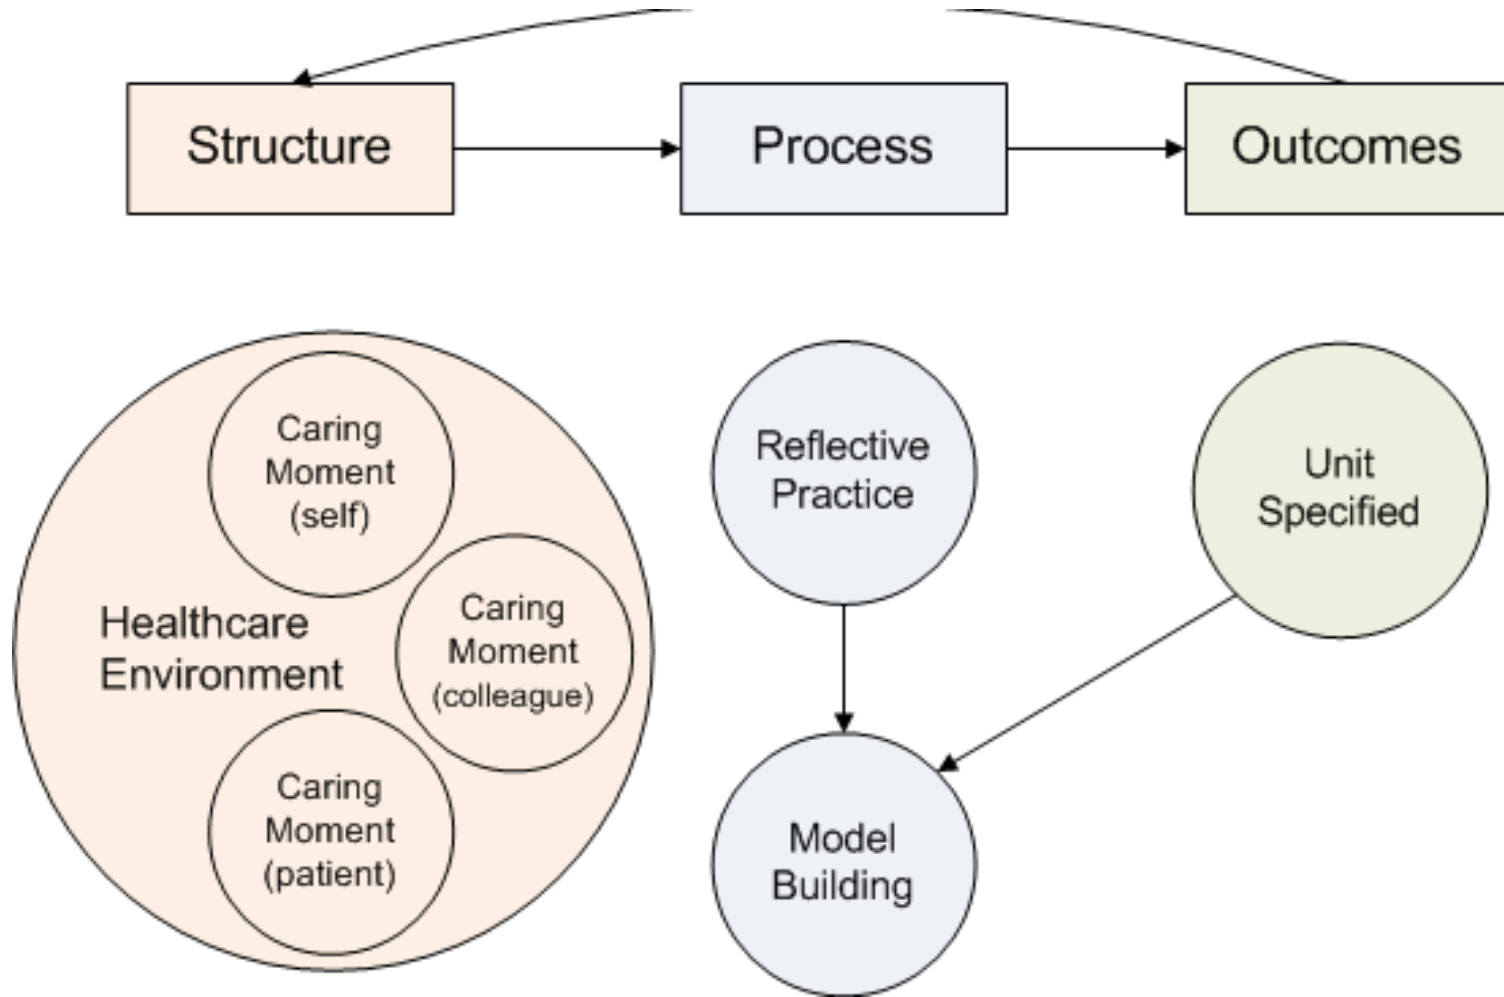 Structure
Process
Outcomes
Caring
Moment
(self)
Healthcare
Environment
Caring
Moment
(colleague)
Caring
Moment
(patient)
Reflective
Practice
Model
Building
Unit
Specified